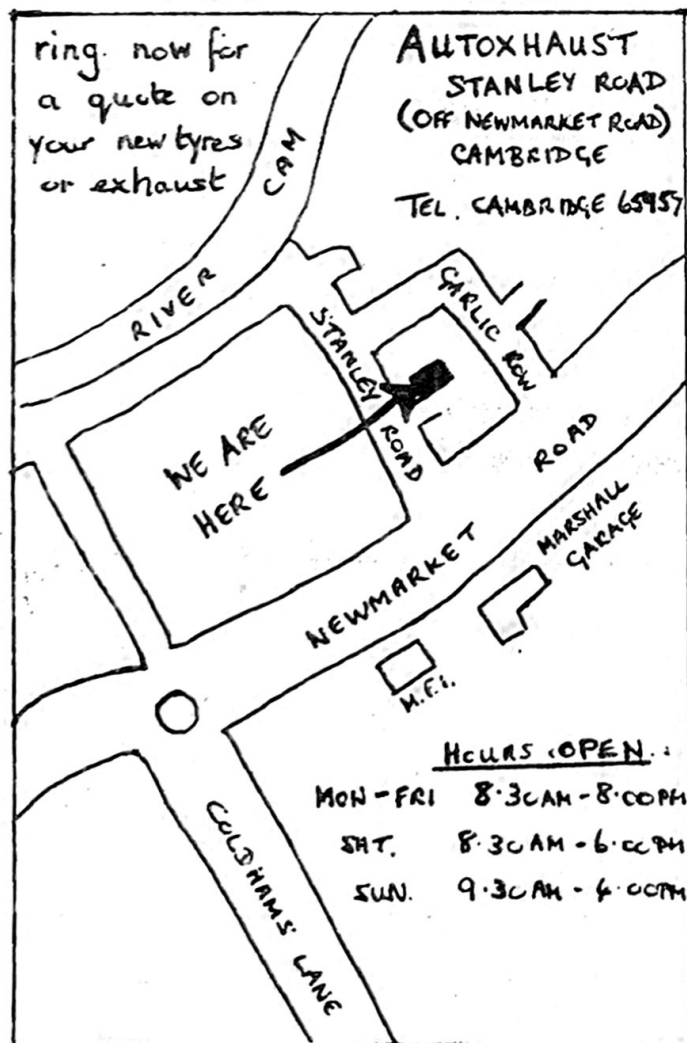 ring now for
a quote on
your new tyres
or exhaust
AUTOXHAUST
STANLEY ROAD
(OFF NEWMARKET ROAD)
CAMBRIDGE
TEL. CAMBRIDGE 65957
RIVER CAM
STANLEY ROAD
GARLIC ROW
WE ARE
HERE
NEWMARKET ROAD
MARSHALL
GARAGE
M.F.i.
COLDHAMS LANE
HOURS OPEN.
MON - FRI 8.30AM - 8.00PM
SAT. 8.30AM - 6.00PM
SUN. 9.30AM - 4.00PM